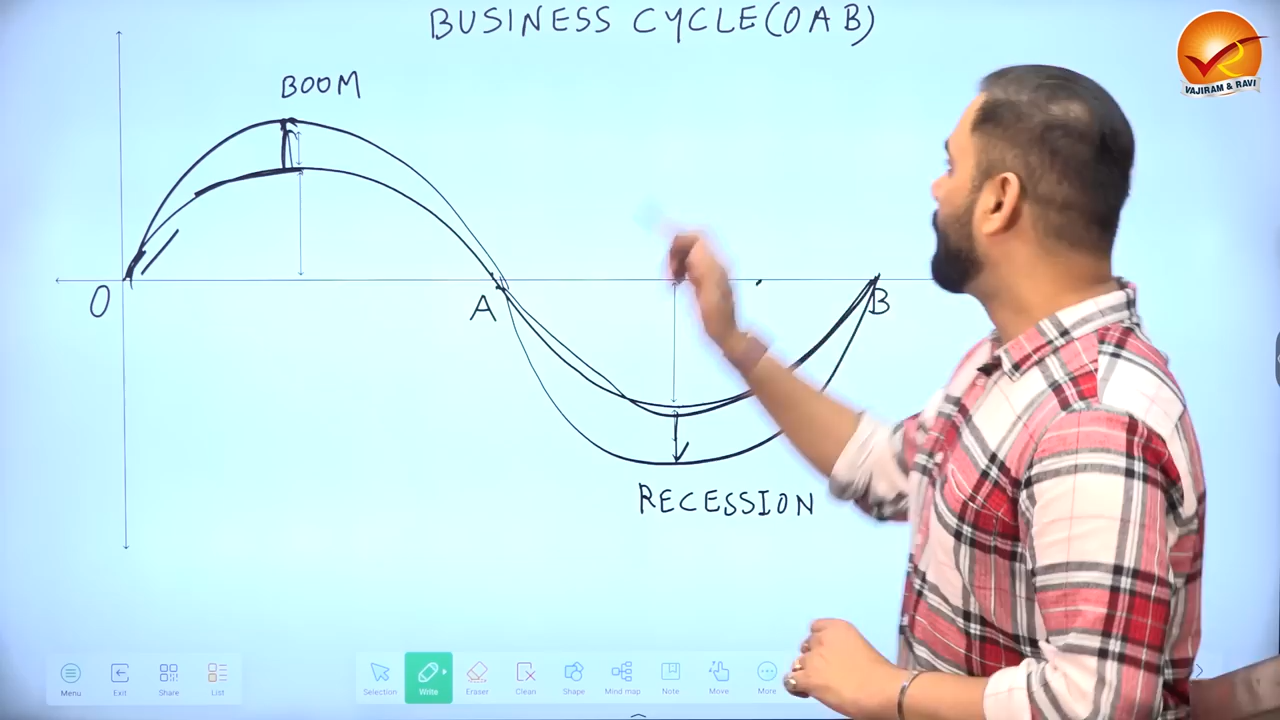 BUSINESS CYCLE(OAB)
VAJIRAM & RAVI
BOOM
O
A
B
RECESSION
Menu
Exit
Share
List
Selection
Write
Eraser
Clean
Shape
Mind map
Note
Move
More